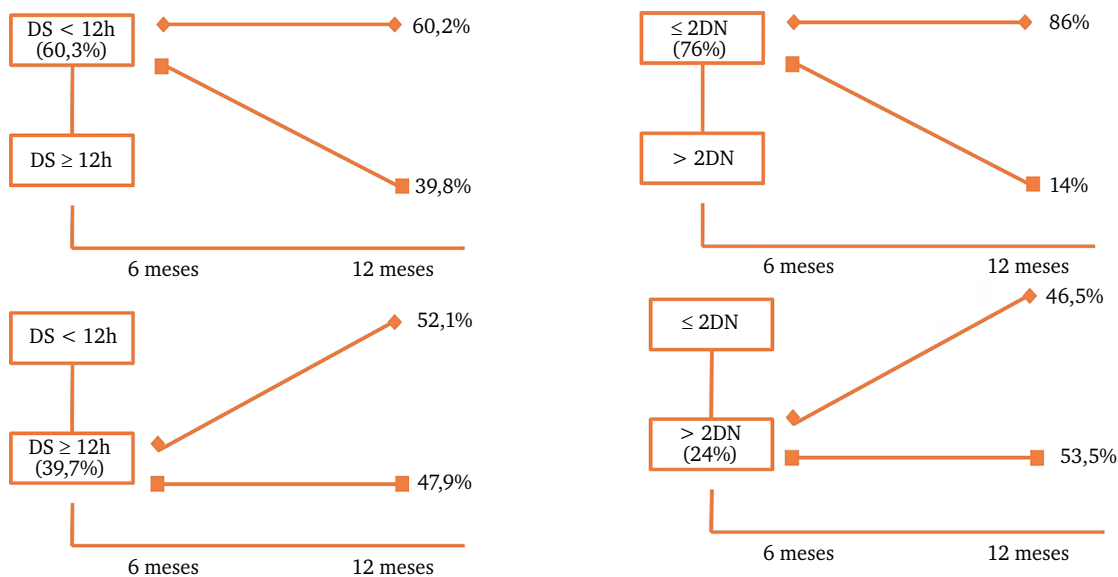 DS < 12h
(60,3%)
60,2%
DS ≥ 12h
39,8%
6 meses
12 meses
≤ 2DN
(76%)
86%
> 2DN
14%
6 meses
12 meses
DS < 12h
52,1%
DS ≥ 12h
(39,7%)
47,9%
6 meses
12 meses
≤ 2DN
46,5%
> 2DN
(24%)
53,5%
6 meses
12 meses